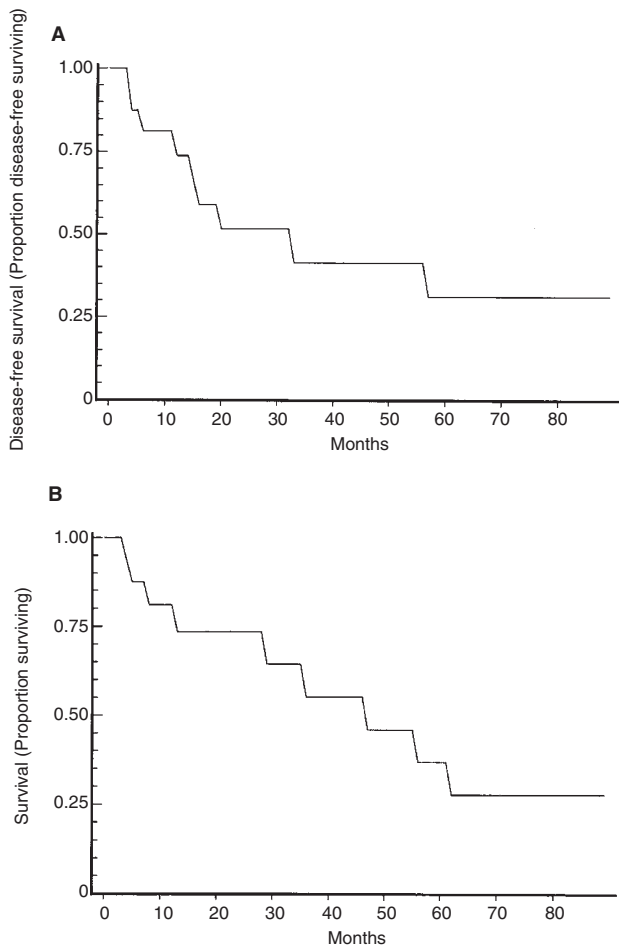 A
Disease-free survival (Proportion disease-free surviving)
1.00
0.75
0.50
0.25
0
0 10 20 30 40 50 60 70 80
Months
B
Survival (Proportion surviving)
1.00
0.75
0.50
0.25
0
0 10 20 30 40 50 60 70 80
Months